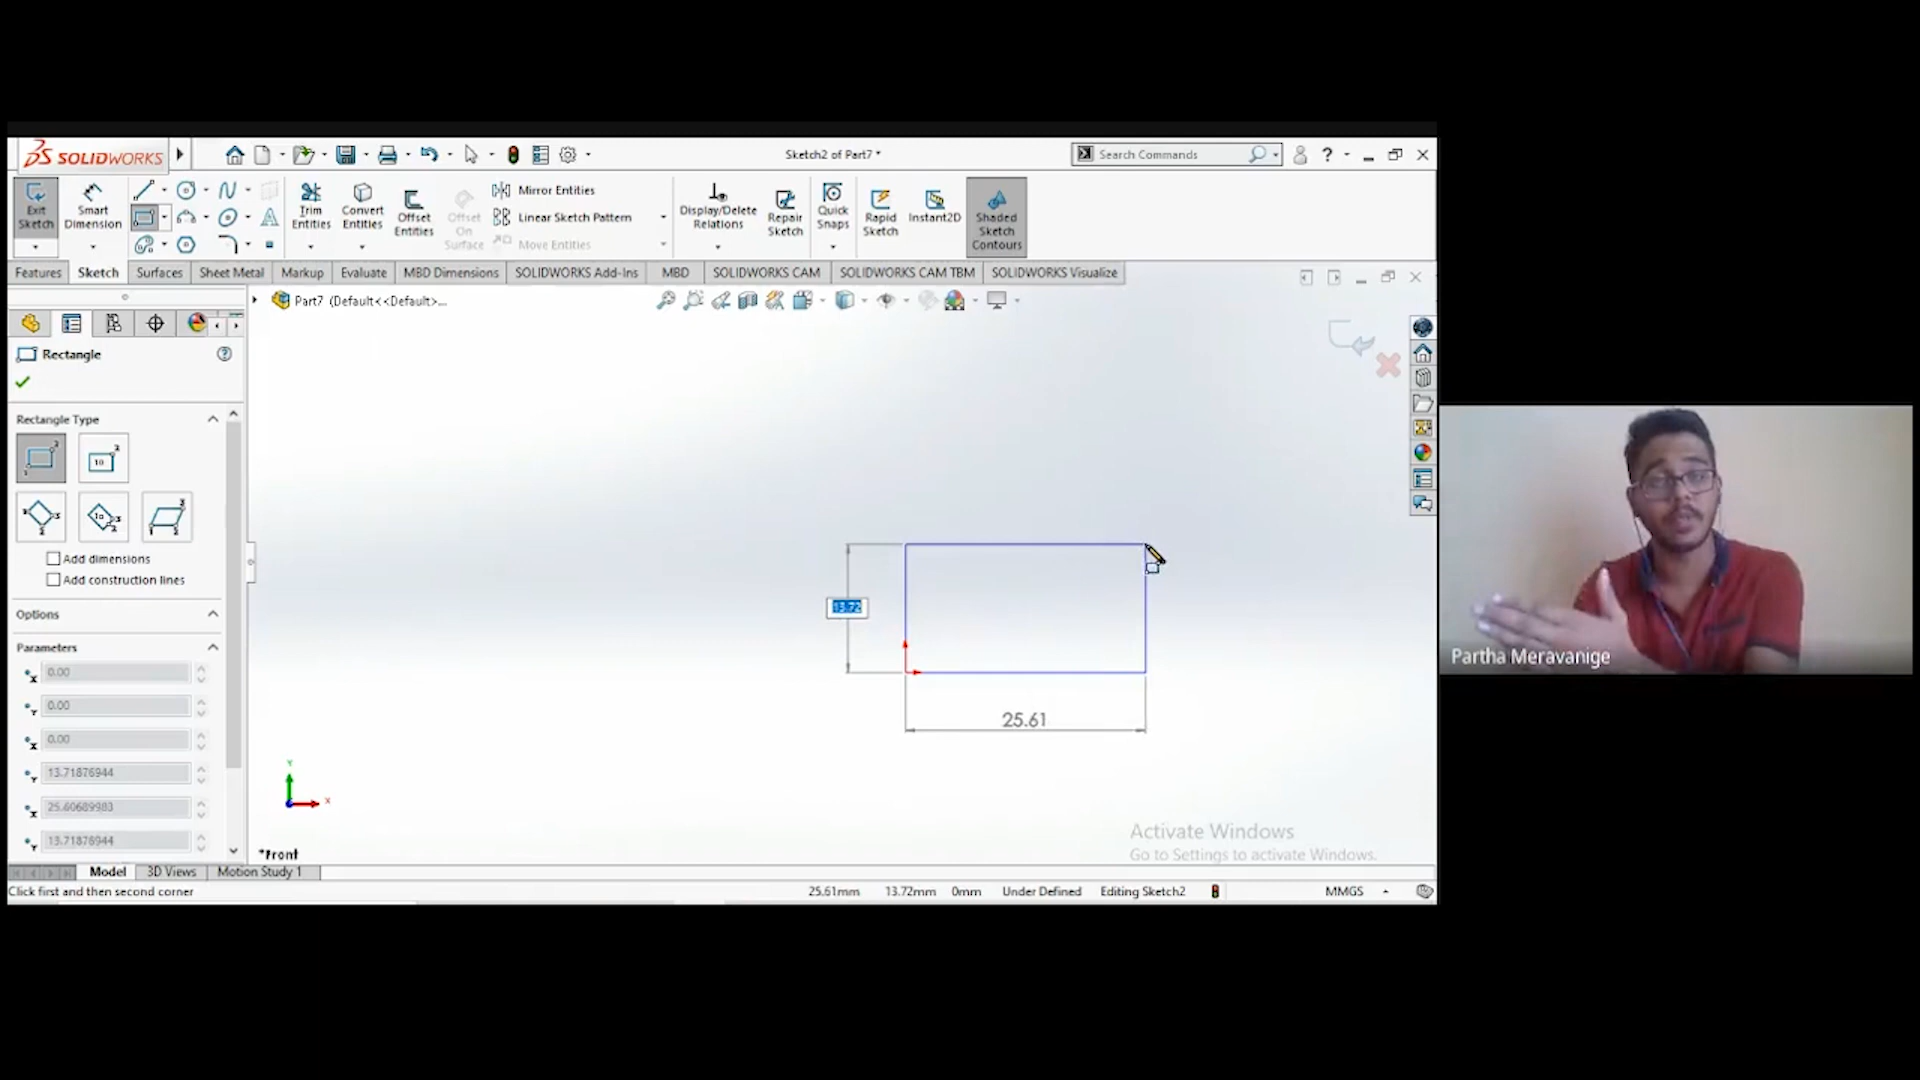 SOLIDWORKS
Sketch2 of Part7 *
Search Commands
?
Exit Sketch
Smart Dimension
Trim Entities
Convert Entities
Offset Entities
Offset On Surface
Mirror Entities
Linear Sketch Pattern
Move Entities
Display/Delete Relations
Repair Sketch
Quick Snaps
Rapid Sketch
Instant2D
Shaded Sketch Contours
Features Sketch Surfaces Sheet Metal Markup Evaluate MBD Dimensions SOLIDWORKS Add-Ins MBD SOLIDWORKS CAM SOLIDWORKS CAM TBM SOLIDWORKS Visualize
Part7 (Default<<Default>...
Rectangle
Rectangle Type
Add dimensions
Add construction lines
Options
Parameters
0.00
0.00
0.00
13.71876944
25.60689983
13.71876944
13.72
25.61
Y
X
*Front
Activate Windows
Go to Settings to activate Windows.
Partha Meravanige
Model 3D Views Motion Study 1
Click first and then second corner
25.61mm 13.72mm 0mm Under Defined Editing Sketch2 MMGS